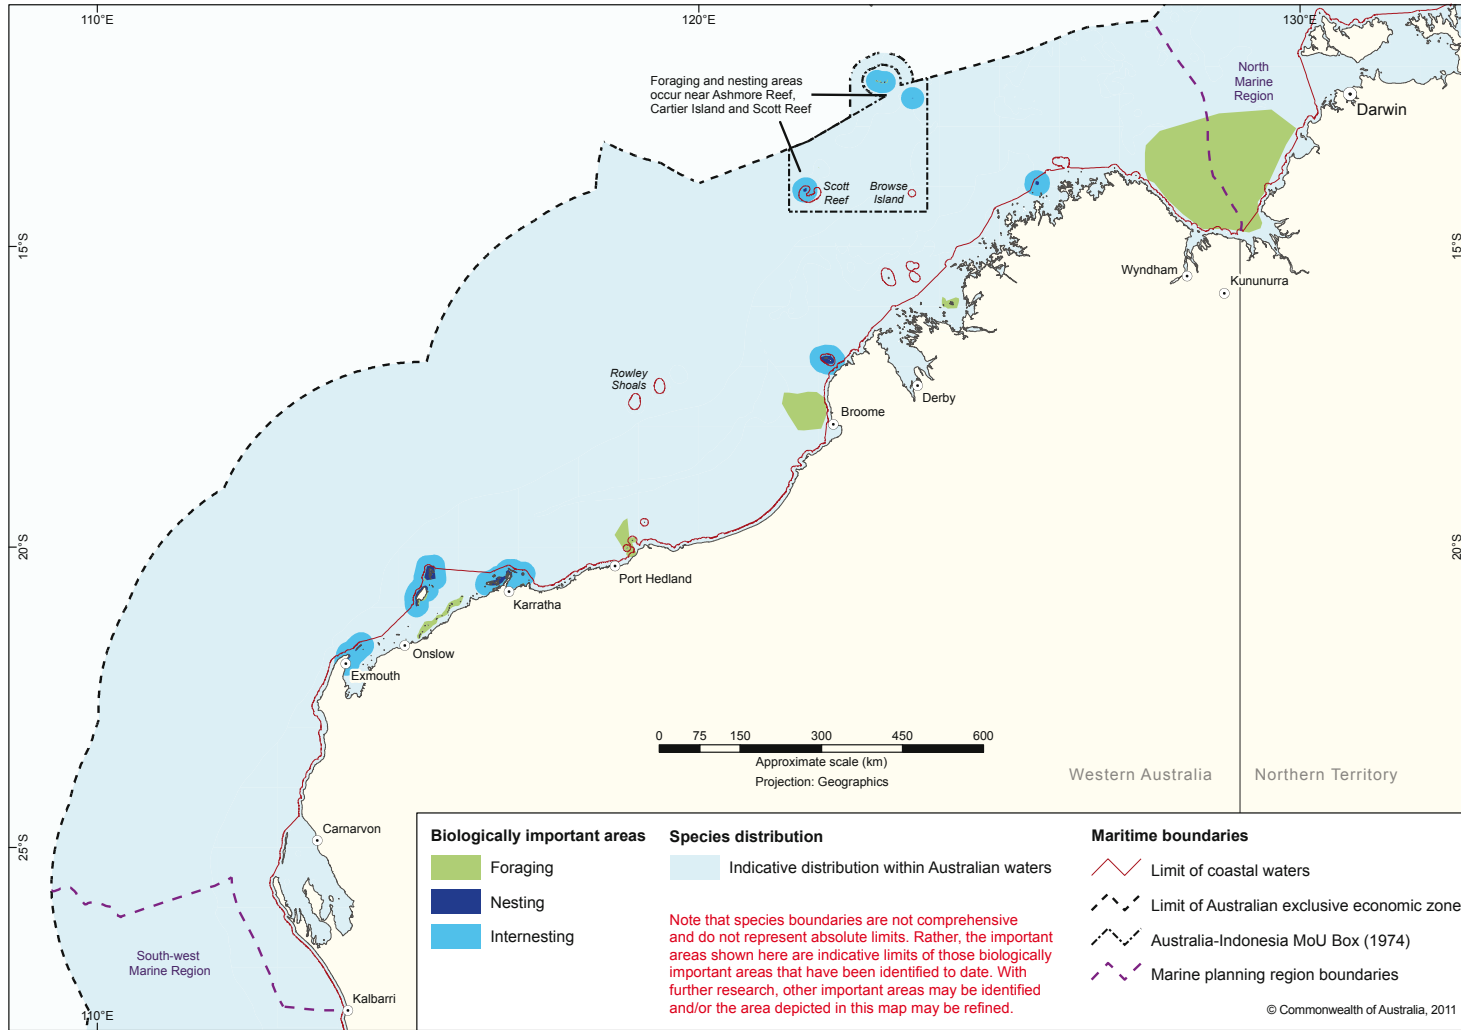 110°E
120°E
130°E
Foraging and nesting areas
occur near Ashmore Reef,
Cartier Island and Scott Reef
North
Marine
Region
Darwin
Scott
Reef
Browse
Island
15°S
15°S
Wyndham
Kununurra
Rowley
Shoals
Derby
Broome
20°S
20°S
Port Hedland
Karratha
Onslow
Exmouth
0 75 150 300 450 600
Approximate scale (km)
Projection: Geographics
Western Australia
Northern Territory
Carnarvon
25°S
South-west
Marine Region
Kalbarri
110°E
Biologically important areas
Foraging
Nesting
Internesting
Species distribution
Indicative distribution within Australian waters
Note that species boundaries are not comprehensive
and do not represent absolute limits. Rather, the important
areas shown here are indicative limits of those biologically
important areas that have been identified to date. With
further research, other important areas may be identified
and/or the area depicted in this map may be refined.
Maritime boundaries
Limit of coastal waters
Limit of Australian exclusive economic zone
Australia-Indonesia MoU Box (1974)
Marine planning region boundaries
© Commonwealth of Australia, 2011